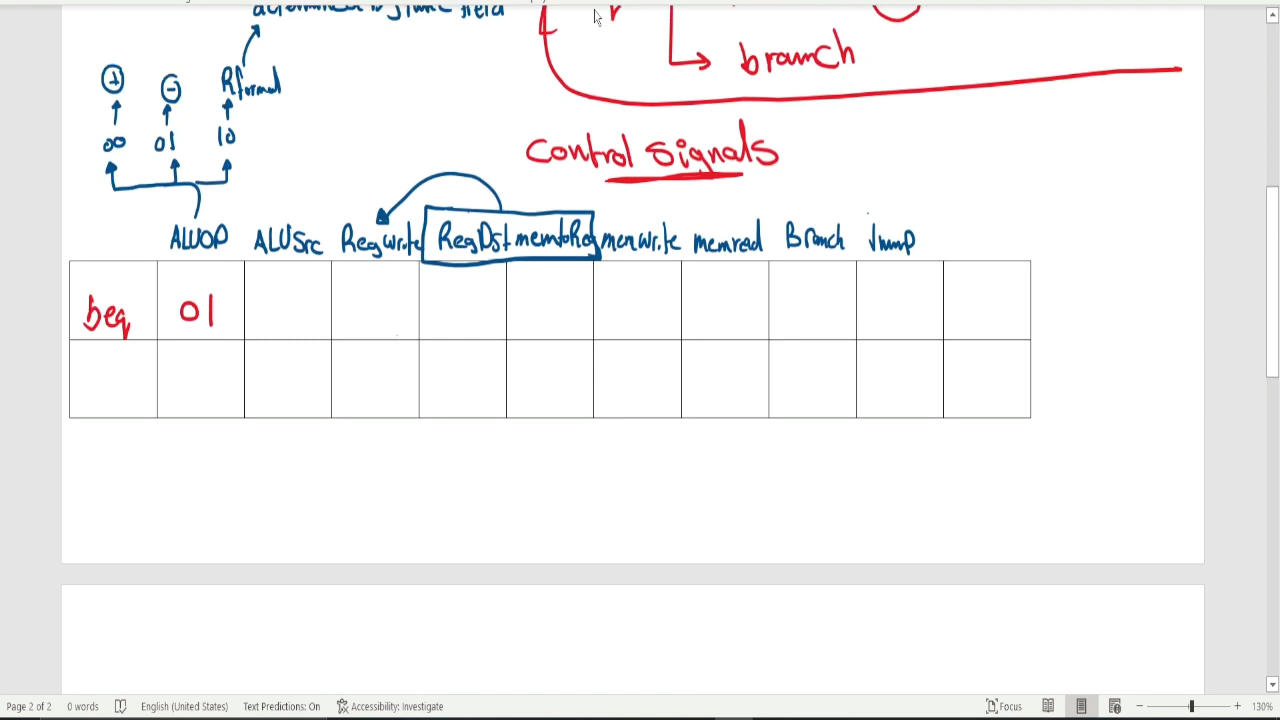 field
branch
⊕ ⊖ Rformat
00 01 10
Control signals
ALUOP ALUSrc RegWrite RegDst memtoReg memWrite memread Branch Jump
beq 01
Page 2 of 2 0 words English (United States) Text Predictions: On Accessibility: Investigate Focus 130%